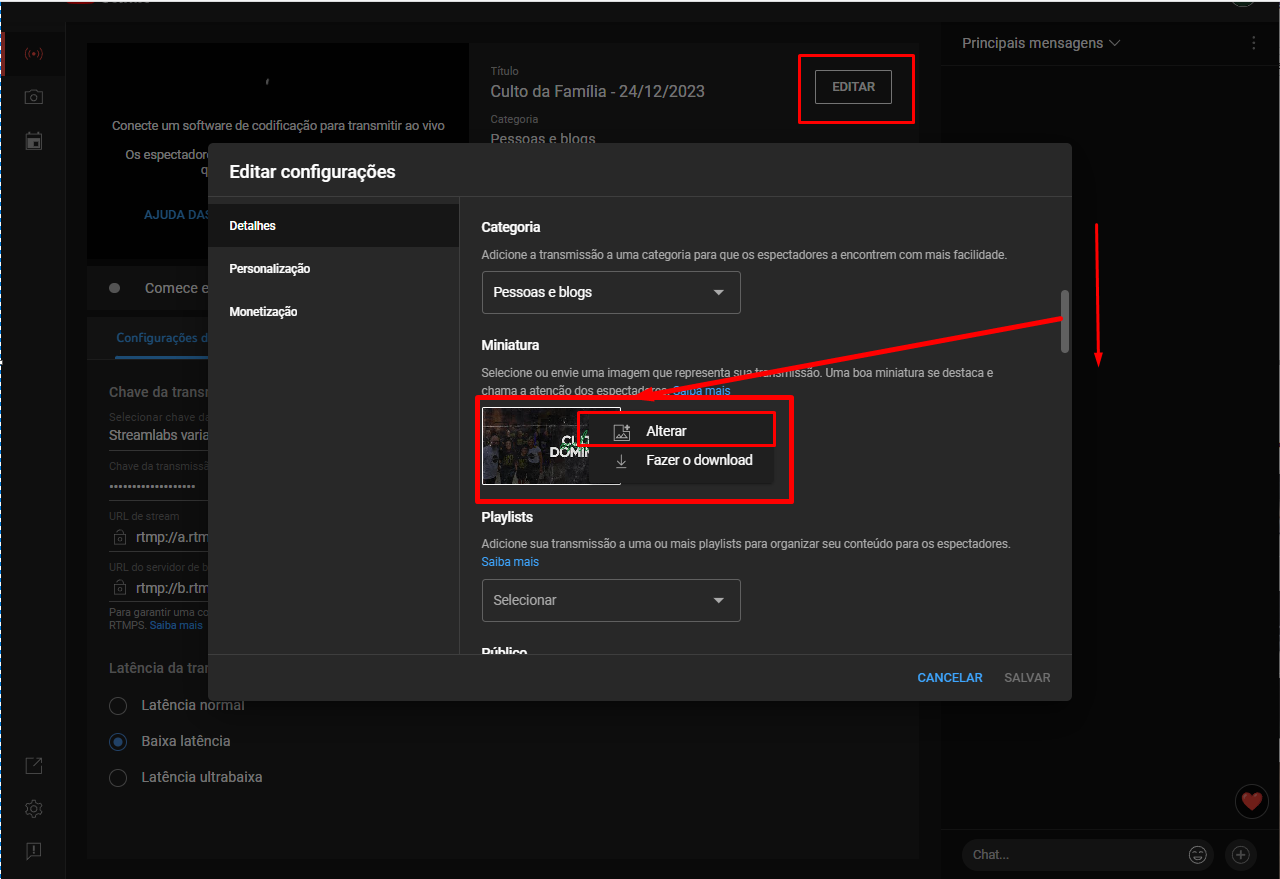 Principais mensagens
Título
Culto da Família - 24/12/2023
EDITAR
Categoria
Pessoas e blogs
Conecte um software de codificação para transmitir ao vivo
Os espectadore
AJUDA DAS
Comece e
Configurações d
Chave da transm
Selecionar chave da
Streamlabs varia
Chave da transmissã
URL de stream
rtmp://a.rtm
URL do servidor de b
rtmp://b.rtm
Para garantir uma co
RTMPS. Saiba mais
Latência da tran
Latência normal
Baixa latência
Latência ultrabaixa
Editar configurações
Detalhes
Personalização
Monetização
Categoria
Adicione a transmissão a uma categoria para que os espectadores a encontrem com mais facilidade.
Pessoas e blogs
Miniatura
Selecione ou envie uma imagem que representa sua transmissão. Uma boa miniatura se destaca e
chama a atenção dos espectadores. Saiba mais
CULT
DOMIN
Alterar
Fazer o download
Playlists
Adicione sua transmissão a uma ou mais playlists para organizar seu conteúdo para os espectadores.
Saiba mais
Selecionar
Público
CANCELAR
SALVAR
Chat...